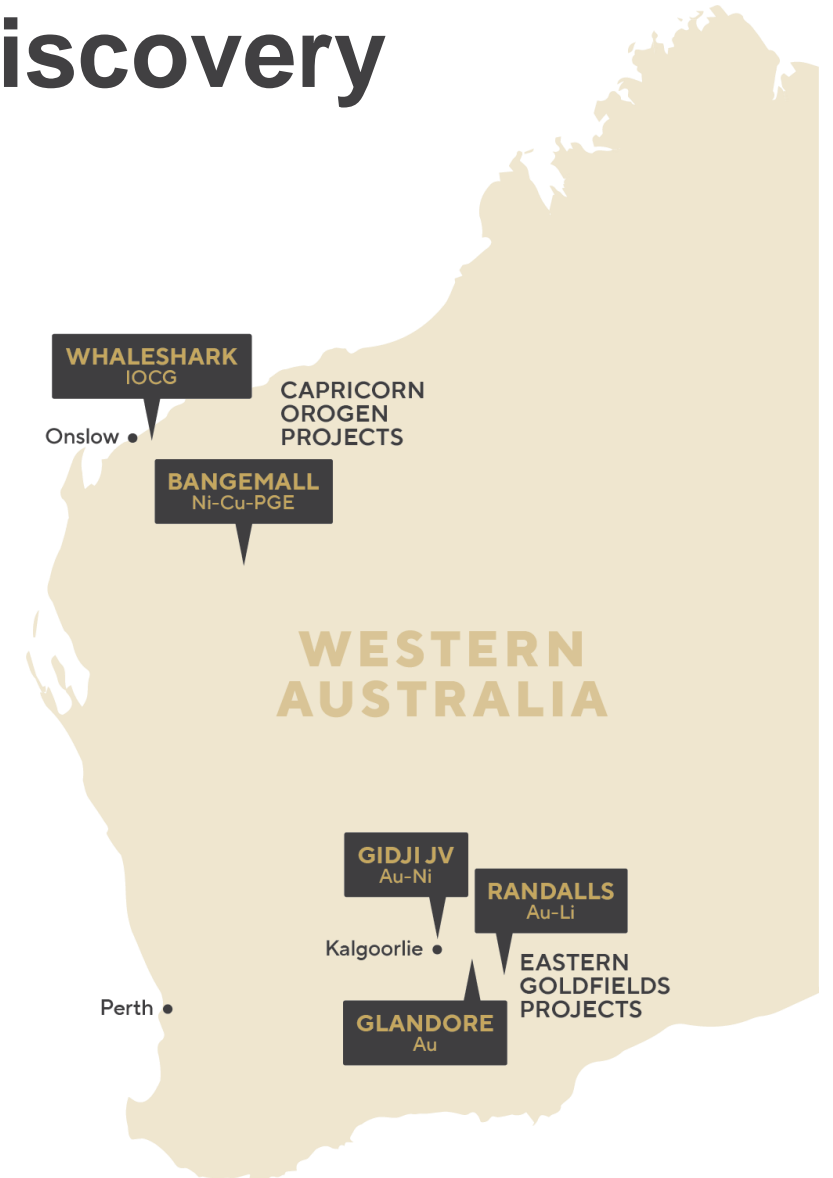 iscovery
WHALESHARK
IOCG
CAPRICORN
OROGEN
PROJECTS
Onslow
BANGEMALL
Ni-Cu-PGE
WESTERN
AUSTRALIA
GIDJI JV
Au-Ni
RANDALLS
Au-Li
Kalgoorlie
EASTERN
GOLDFIELDS
PROJECTS
Perth
GLANDORE
Au